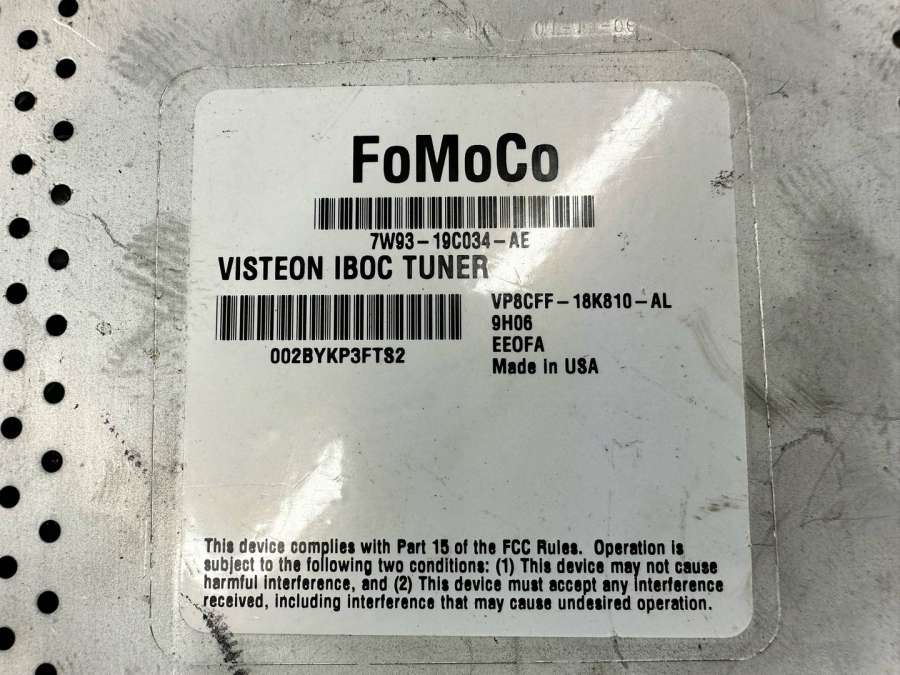 FoMoCo
7W93-19C034-AE
VISTEON IBOC TUNER
VP8CFF-18K810-AL
9H06
EEOFA
Made in USA
002BYKP3FTS2
This device complies with Part 15 of the FCC Rules. Operation is
subject to the following two conditions: (1) This device may not cause
harmful interference, and (2) This device must accept any interference
received, including interference that may cause undesired operation.